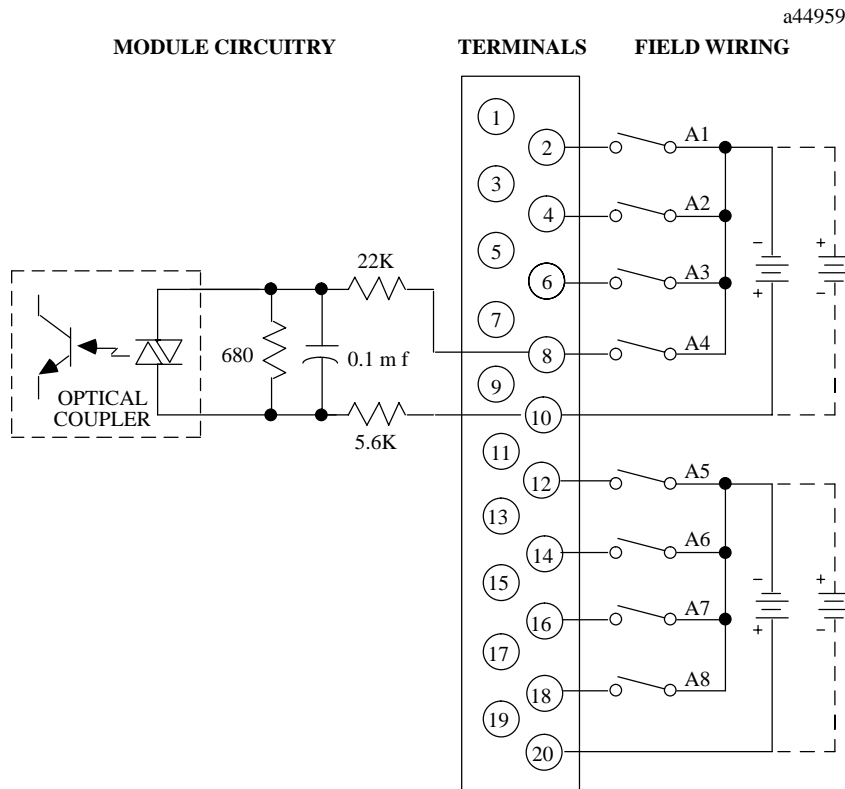 a44959
MODULE CIRCUITRY TERMINALS FIELD WIRING
1
2
A1
3
4
A2
5
22K
6
A3
7
8
A4
680
0.1 m f
9
OPTICAL
COUPLER
10
5.6K
11
12
A5
13
14
A6
15
16
A7
17
18
A8
19
20
- +
+ -
- +
+ -